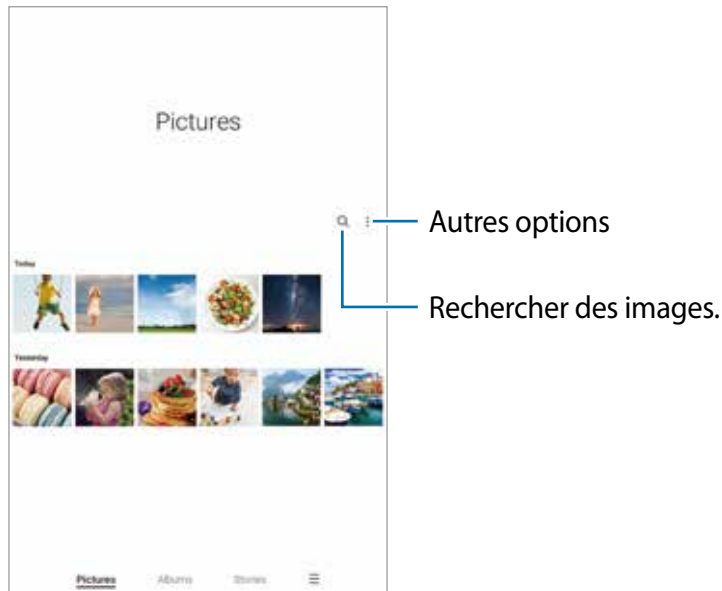 Pictures
Autres options
Today
Rechercher des images.
Yesterday
Pictures Albums Stories